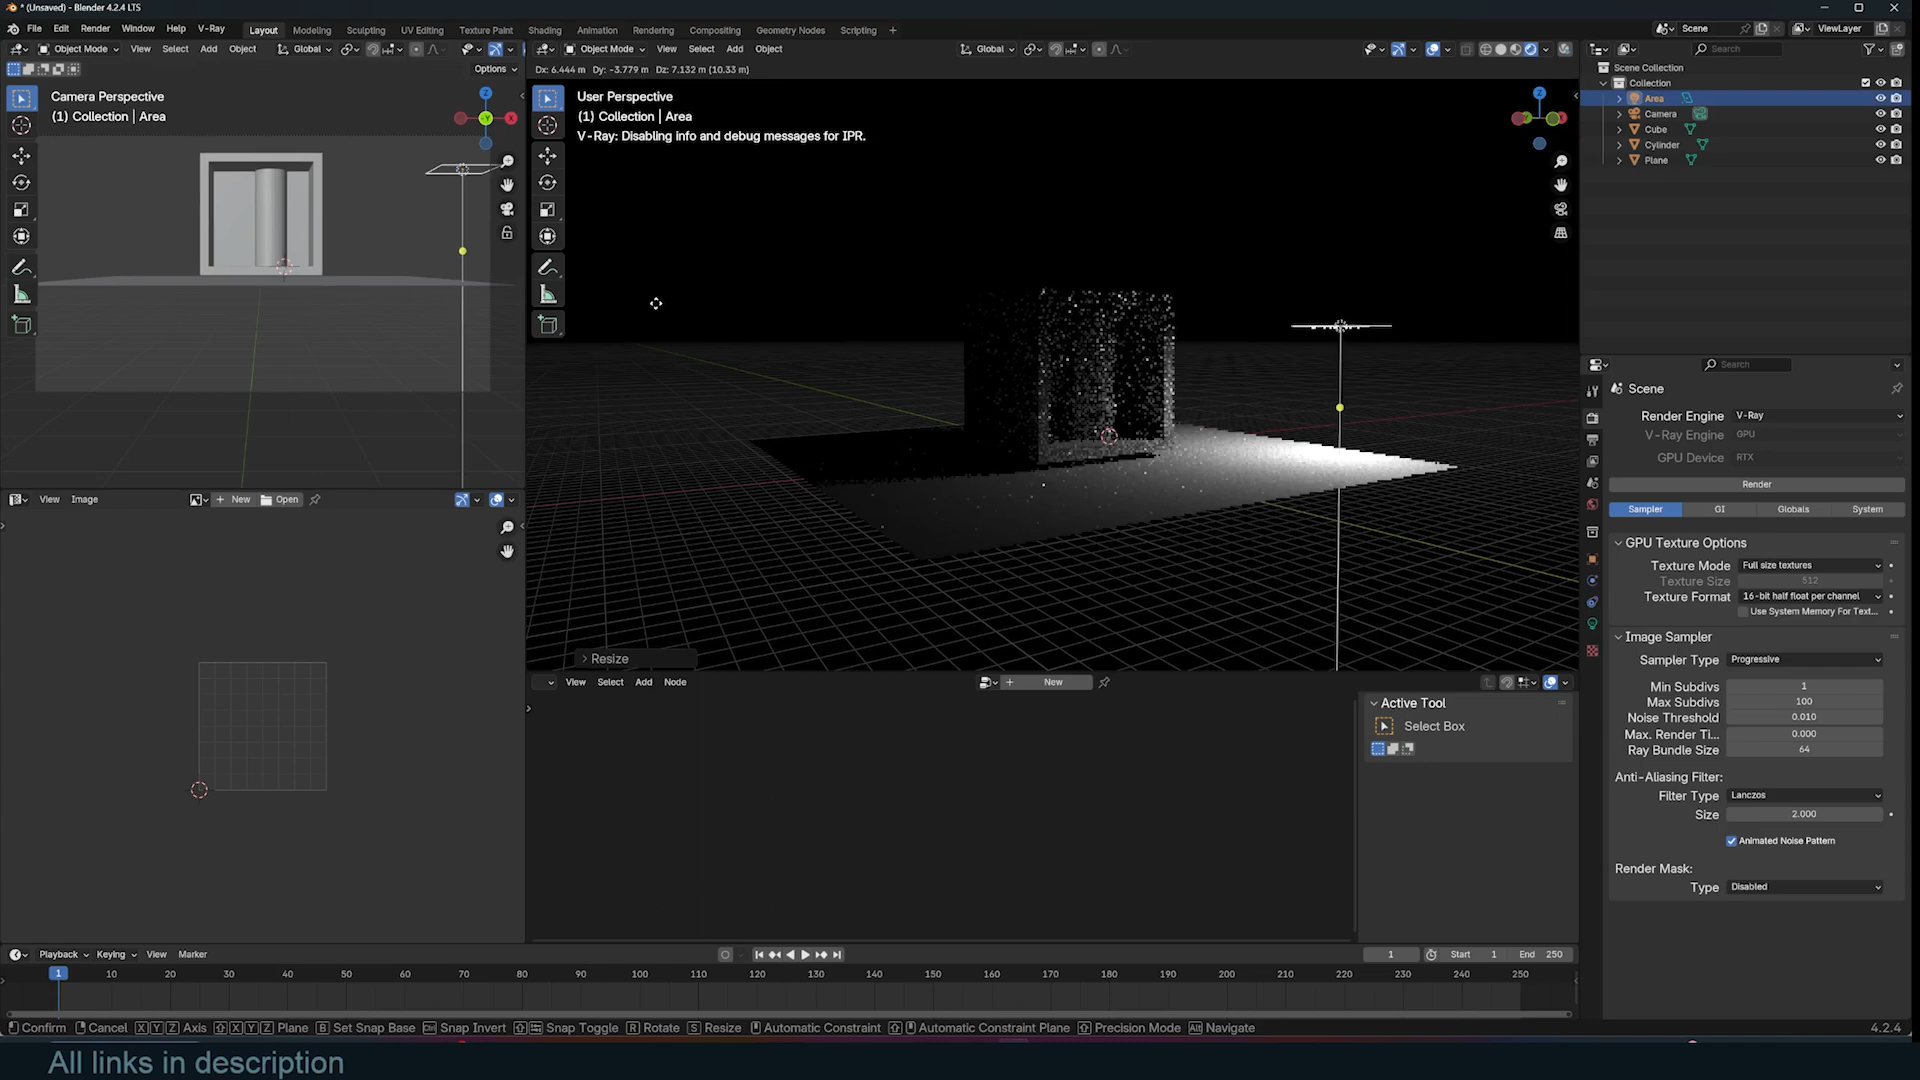 * (Unsaved) - Blender 4.2.4 LTS
File Edit Render Window Help V-Ray Layout Modeling Sculpting UV Editing Texture Paint Shading Animation Rendering Compositing Geometry Nodes Scripting + Scene ViewLayer
Object Mode View Select Add Object Global
Object Mode View Select Add Object Global
Search
Options
Dx: 6.444 m Dy: -3.779 m Dz: 7.132 m (10.33 m)
Camera Perspective
(1) Collection | Area
Z
-Y
X
User Perspective
(1) Collection | Area
V-Ray: Disabling info and debug messages for IPR.
Z
Resize
Scene Collection
Collection
Area
Camera
Cube
Cylinder
Plane
Search
Scene
Render Engine V-Ray
V-Ray Engine GPU
GPU Device RTX
Render
Sampler GI Globals System
GPU Texture Options
Texture Mode Full size textures
Texture Size 512
Texture Format 16-bit half float per channel
Use System Memory For Text...
Image Sampler
Sampler Type Progressive
Min Subdivs 1
Max Subdivs 100
Noise Threshold 0.010
Max. Render Ti... 0.000
Ray Bundle Size 64
Anti-Aliasing Filter:
Filter Type Lanczos
Size 2.000
Animated Noise Pattern
Render Mask:
Type Disabled
View Image + New Open
View Select Add Node + New
Active Tool
Select Box
Playback Keying View Marker 1 Start 1 End 250
1 10 20 30 40 50 60 70 80 90 100 110 120 130 140 150 160 170 180 190 200 210 220 230 240 250
Confirm Cancel X Y Z Axis X Y Z Plane B Set Snap Base Ctrl Snap Invert Snap Toggle R Rotate S Resize Automatic Constraint Automatic Constraint Plane Precision Mode Alt Navigate 4.2.4
All links in description